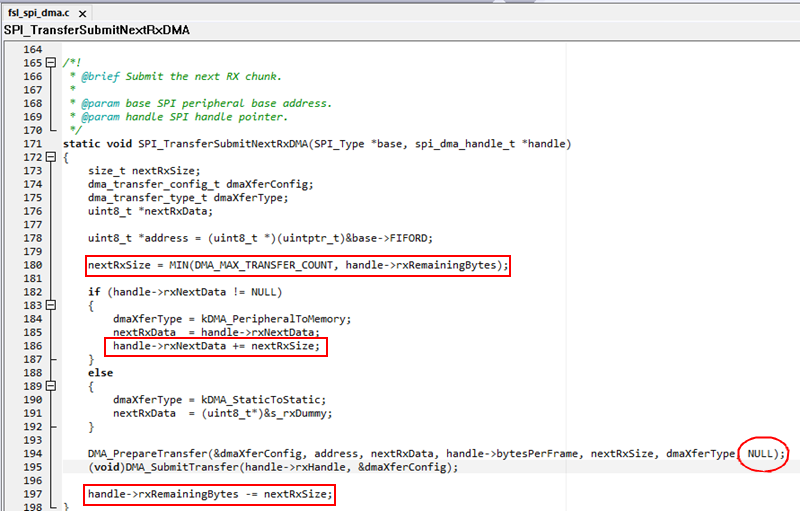 fsl_spi_dma.c ×
SPI_TransferSubmitNextRxDMA
164
165 /*!
166  * @brief Submit the next RX chunk.
167  *
168  * @param base SPI peripheral base address.
169  * @param handle SPI handle pointer.
170  */
171 static void SPI_TransferSubmitNextRxDMA(SPI_Type *base, spi_dma_handle_t *handle)
172 {
173     size_t nextRxSize;
174     dma_transfer_config_t dmaXferConfig;
175     dma_transfer_type_t dmaXferType;
176     uint8_t *nextRxData;
177
178     uint8_t *address = (uint8_t *)(uintptr_t)&base->FIFORD;
179
180     nextRxSize = MIN(DMA_MAX_TRANSFER_COUNT, handle->rxRemainingBytes);
181
182     if (handle->rxNextData != NULL)
183     {
184         dmaXferType = kDMA_PeripheralToMemory;
185         nextRxData  = handle->rxNextData;
186         handle->rxNextData += nextRxSize;
187     }
188     else
189     {
190         dmaXferType = kDMA_StaticToStatic;
191         nextRxData  = (uint8_t*)&s_rxDummy;
192     }
193
194     DMA_PrepareTransfer(&dmaXferConfig, address, nextRxData, handle->bytesPerFrame, nextRxSize, dmaXferType, NULL);
195     (void)DMA_SubmitTransfer(handle->rxHandle, &dmaXferConfig);
196
197     handle->rxRemainingBytes -= nextRxSize;
198 }